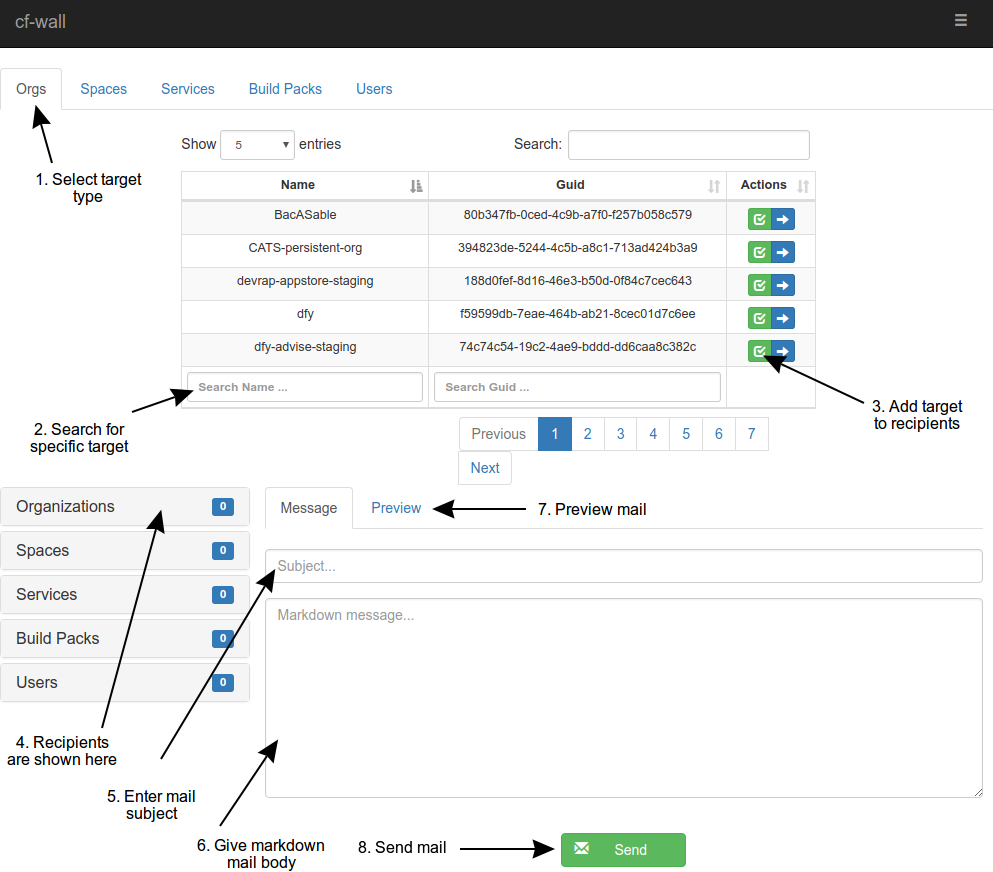 cf-wall
Orgs Spaces Services Build Packs Users
1. Select target
type
Show 5 entries Search:
Name Guid Actions
BacASable 80b347fb-0ced-4c9b-a7f0-f257b058c579
CATS-persistent-org 394823de-5244-4c5b-a8c1-713ad424b3a9
devrap-appstore-staging 188d0fef-8d16-46e3-b50d-0f84c7cec643
dfy f59599db-7eae-464b-ab21-8cec01d7c6ee
dfy-advise-staging 74c74c54-19c2-4ae9-bddd-dd6caa8c382c
Search Name ... Search Guid ...
2. Search for
specific target
3. Add target
to recipients
Previous 1 2 3 4 5 6 7
Next
Organizations 0
Spaces 0
Services 0
Build Packs 0
Users 0
4. Recipients
are shown here
Message Preview
7. Preview mail
Subject...
Markdown message...
5. Enter mail
subject
6. Give markdown
mail body
8. Send mail
Send